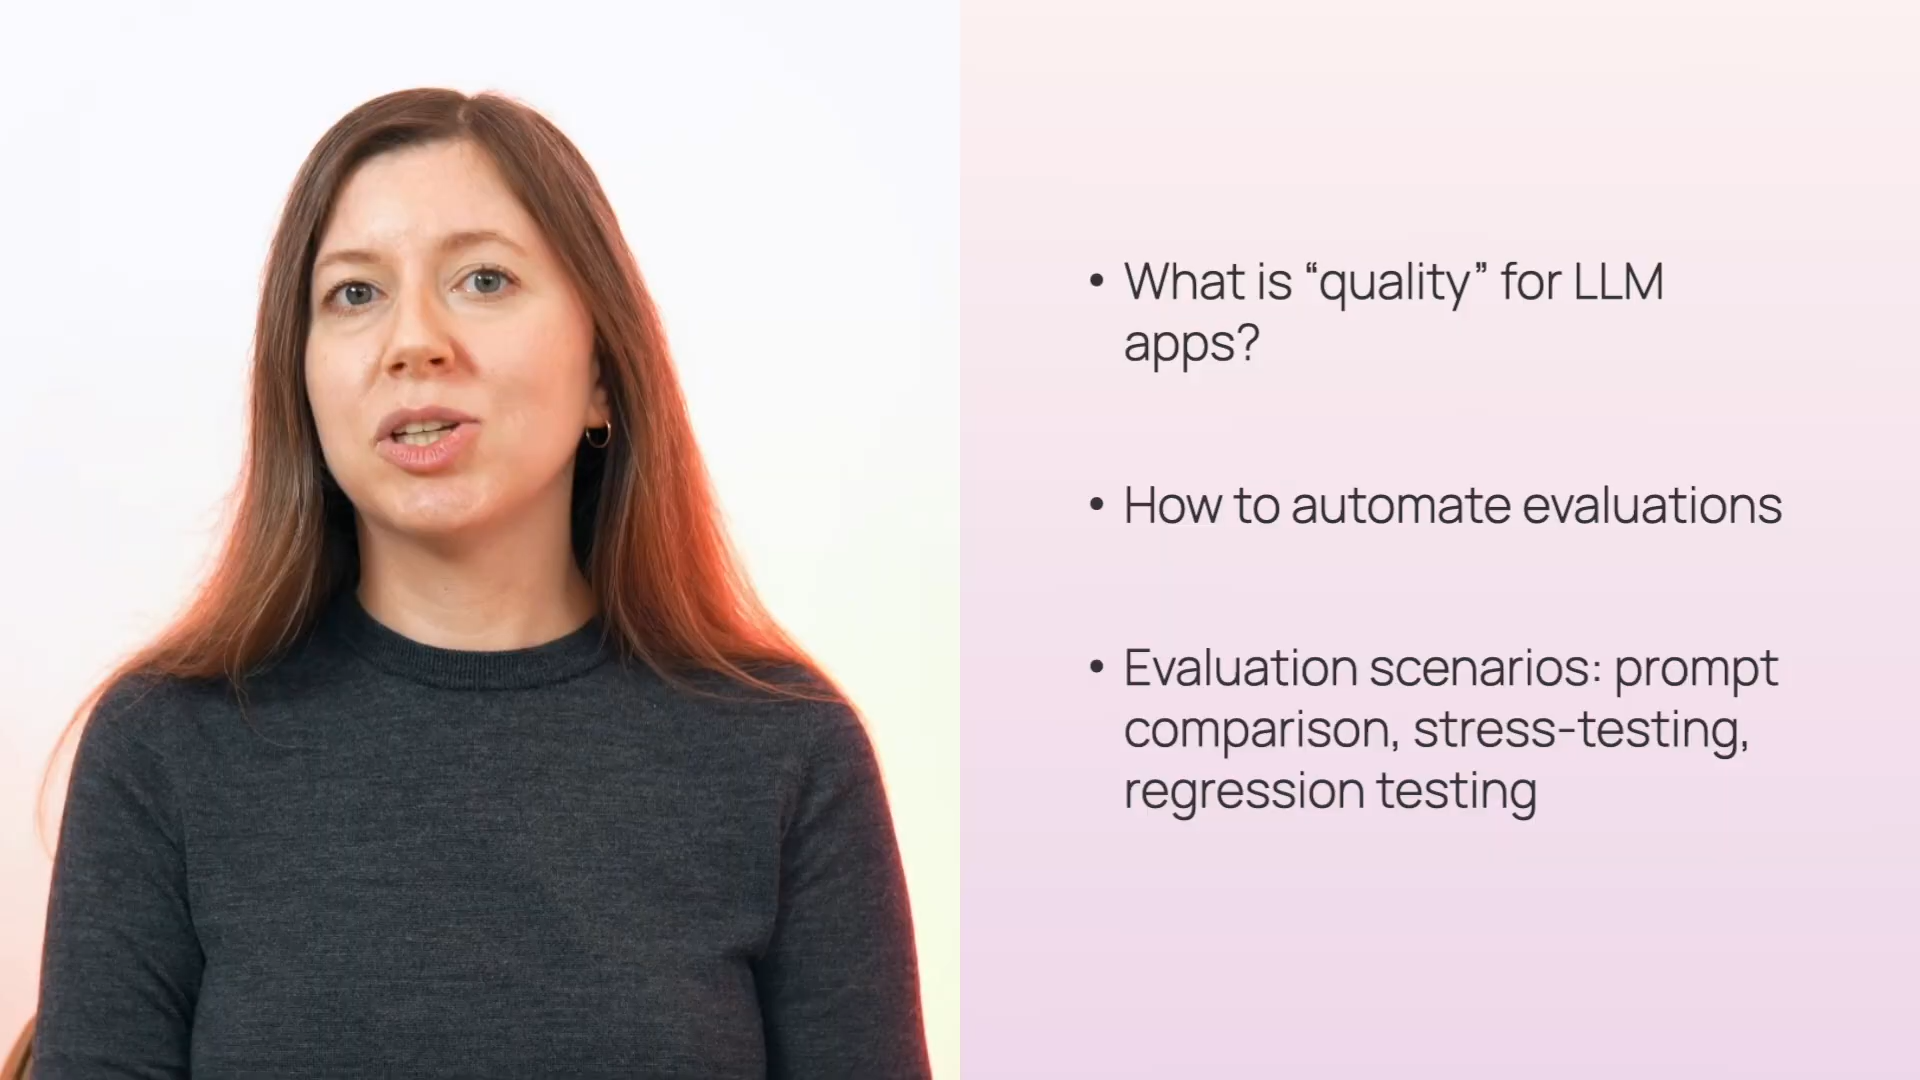 • What is “quality” for LLM
apps?
• How to automate evaluations
• Evaluation scenarios: prompt
comparison, stress-testing,
regression testing